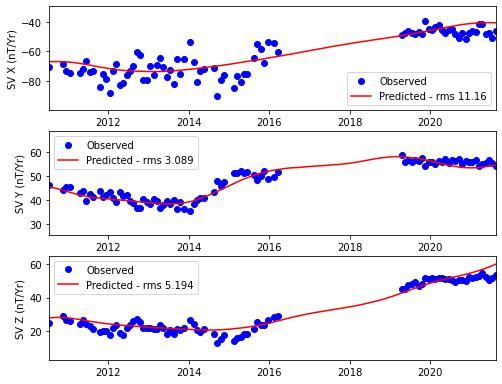 −40
−60
−80
SV X (nT/Yr)
Observed
Predicted - rms 11.16
2012
2014
2016
2018
2020
60
50
40
30
SV Y (nT/Yr)
Observed
Predicted - rms 3.089
2012
2014
2016
2018
2020
60
40
20
SV Z (nT/Yr)
Observed
Predicted - rms 5.194
2012
2014
2016
2018
2020